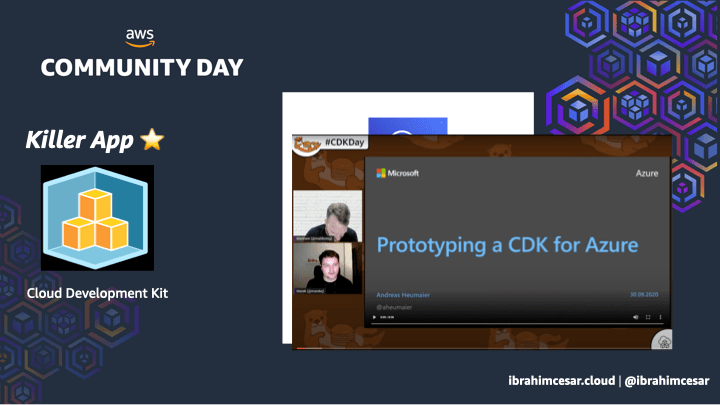 aws
COMMUNITY DAY
Killer App
Cloud Development Kit
#CDKDay
Microsoft
Azure
Prototyping a CDK for Azure
Andreas Heumaier
30.09.2020
@aheumaier
ibrahimcesar.cloud | @ibrahimcesar